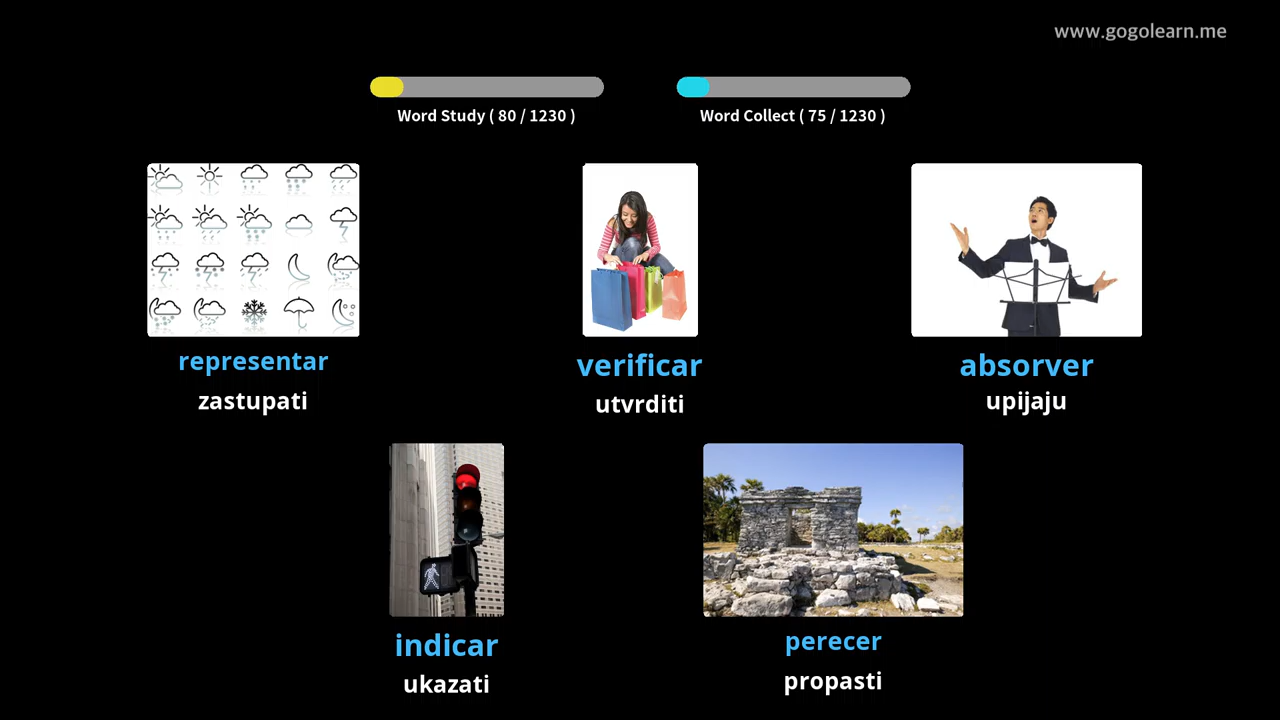 www.gogolearn.me
Word Study ( 80 / 1230 )
Word Collect ( 75 / 1230 )
representar
zastupati
verificar
utvrditi
absorver
upijaju
indicar
ukazati
perecer
propasti